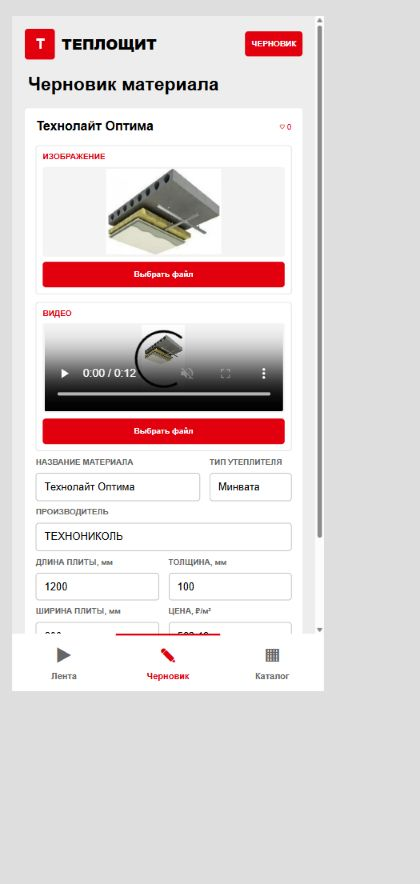 Т ТЕПЛОЩИТ ЧЕРНОВИК
Черновик материала
Технолайт Оптима ♡ 0
ИЗОБРАЖЕНИЕ
Выбрать файл
ВИДЕО
0:00 / 0:12
Выбрать файл
НАЗВАНИЕ МАТЕРИАЛА ТИП УТЕПЛИТЕЛЯ
Технолайт Оптима Минвата
ПРОИЗВОДИТЕЛЬ
ТЕХНОНИКОЛЬ
ДЛИНА ПЛИТЫ, мм ТОЛЩИНА, мм
1200 100
ШИРИНА ПЛИТЫ, мм ЦЕНА, ₽/м²
Лента Черновик Каталог